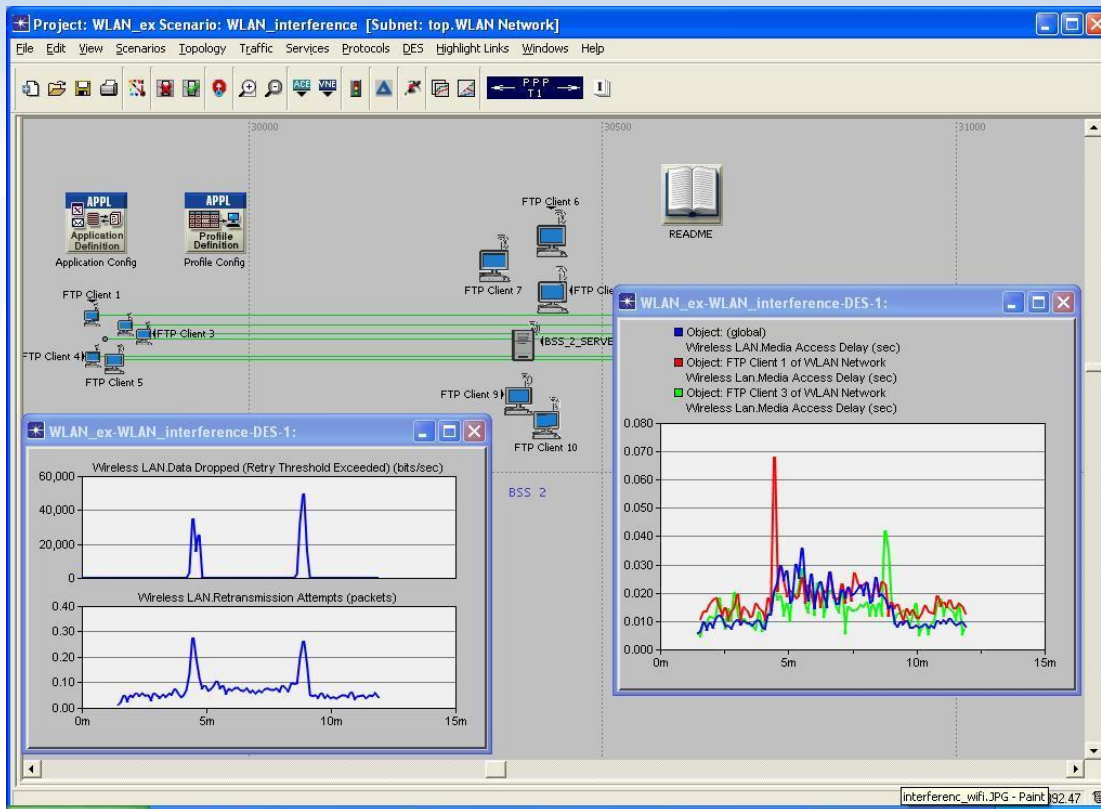 Project: WLAN_ex Scenario: WLAN_interference [Subnet: top.WLAN Network]
File Edit View Scenarios Topology Traffic Services Protocols DES Highlight Links Windows Help
ACE VNE PPP T1
30000 30500 31000
APPL
Application
Definition
Application Config
APPL
Profile
Definition
Profile Config
FTP Client 6
README
FTP Client 7
FTP Clie
FTP Client 1
FTP Client 3
BSS_2_SERVE
FTP Client 4
FTP Client 5
FTP Client 9
FTP Client 10
BSS 2
WLAN_ex-WLAN_interference-DES-1:
Wireless LAN.Data Dropped (Retry Threshold Exceeded) (bits/sec)
60,000
40,000
20,000
0
Wireless LAN.Retransmission Attempts (packets)
0.40
0.30
0.20
0.10
0.00
0m 5m 10m 15m
WLAN_ex-WLAN_interference-DES-1:
Object: (global)
Wireless LAN.Media Access Delay (sec)
Object: FTP Client 1 of WLAN Network
Wireless Lan.Media Access Delay (sec)
Object: FTP Client 3 of WLAN Network
Wireless Lan.Media Access Delay (sec)
0.080
0.070
0.060
0.050
0.040
0.030
0.020
0.010
0.000
0m 5m 10m 15m
interferenc_wifi.JPG - Paint
92.47